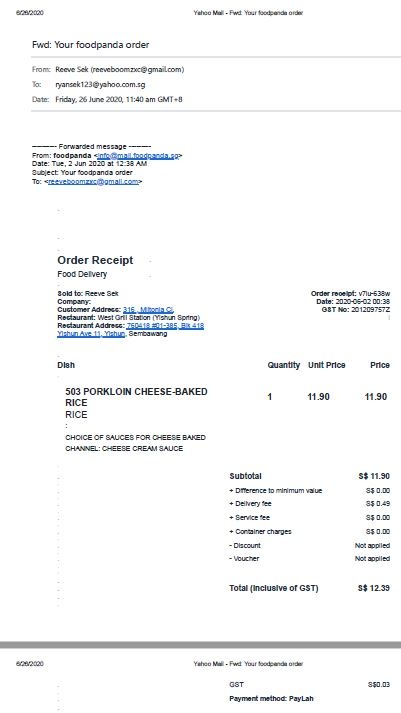 6/26/2020 Yahoo Mail - Fwd: Your foodpanda order
Fwd: Your foodpanda order
From: Reeve Sek (reeveboomzxc@gmail.com)
To: ryansek123@yahoo.com.sg
Date: Friday, 26 June 2020, 11:40 am GMT+8
---------- Forwarded message ---------
From: foodpanda <info@mail.foodpanda.sg>
Date: Tue, 2 Jun 2020 at 12:38 AM
Subject: Your foodpanda order
To: <reeveboomzxc@gmail.com>
Order Receipt
Food Delivery
Sold to: Reeve Sek Order receipt: v7lu-638w
Company: Date: 2020-06-02 00:38
Customer Address: 315 , Miltonia Cl, GST No: 201209757Z
Restaurant: West Grill Station (Yishun Spring)
Restaurant Address: 760418 #01-385, Blk 418
Yishun Ave 11, Yishun, Sembawang
Dish Quantity Unit Price Price
503 PORKLOIN CHEESE-BAKED
RICE 1 11.90 11.90
RICE
:
CHOICE OF SAUCES FOR CHEESE BAKED
CHANNEL: CHEESE CREAM SAUCE
Subtotal S$ 11.90
+ Difference to minimum value S$ 0.00
+ Delivery fee S$ 0.49
+ Service fee S$ 0.00
+ Container charges S$ 0.00
- Discount Not applied
- Voucher Not applied
Total (Inclusive of GST) S$ 12.39
6/26/2020 Yahoo Mail - Fwd: Your foodpanda order
GST S$0.03
Payment method: PayLah